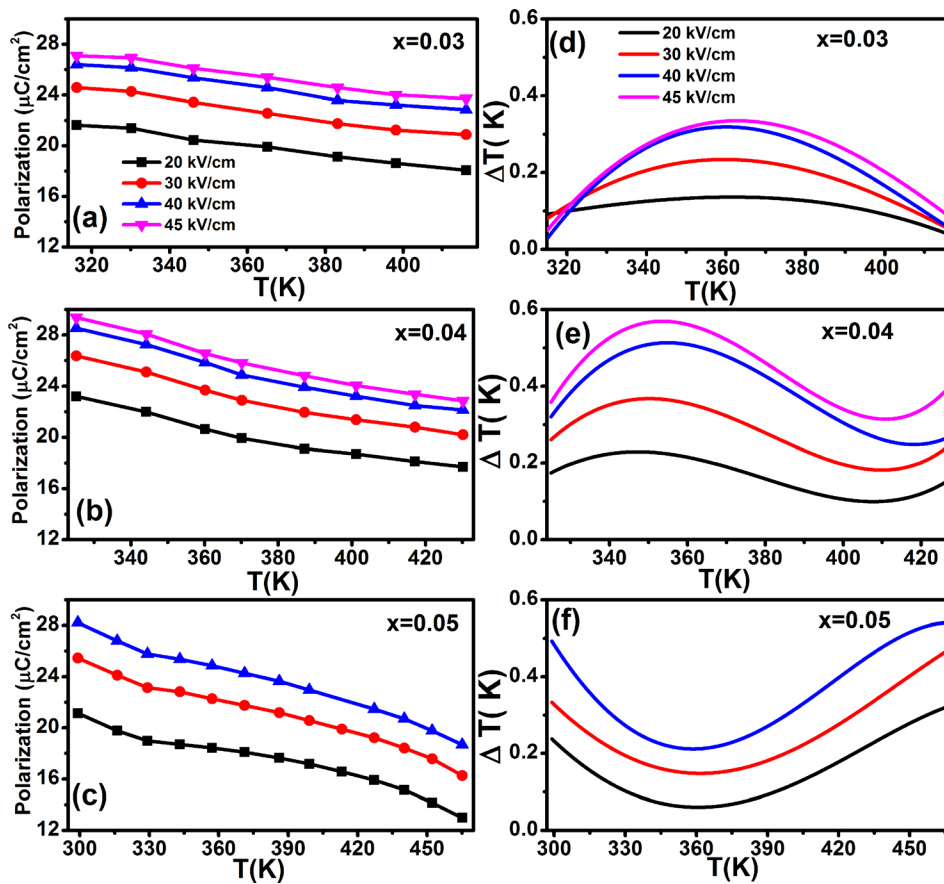 (a)
x=0.03
Polarization (μC/cm²)
28
24
20
16
12
20 kV/cm
30 kV/cm
40 kV/cm
45 kV/cm
320 340 360 380 400
T(K)
(d)
x=0.03
ΔT( K)
0.6
0.3
0.0
20 kV/cm
30 kV/cm
40 kV/cm
45 kV/cm
320 340 360 380 400
T(K)
(b)
x=0.04
Polarization (μC/cm²)
28
24
20
16
12
340 360 380 400 420
T(K)
(e)
x=0.04
Δ T( K)
0.6
0.4
0.2
0.0
340 360 380 400 420
T(K)
(c)
x=0.05
Polarization (μC/cm²)
28
24
20
16
12
300 330 360 390 420 450
T(K)
(f)
x=0.05
Δ T( K)
0.6
0.4
0.2
0.0
300 330 360 390 420 450
T(K)